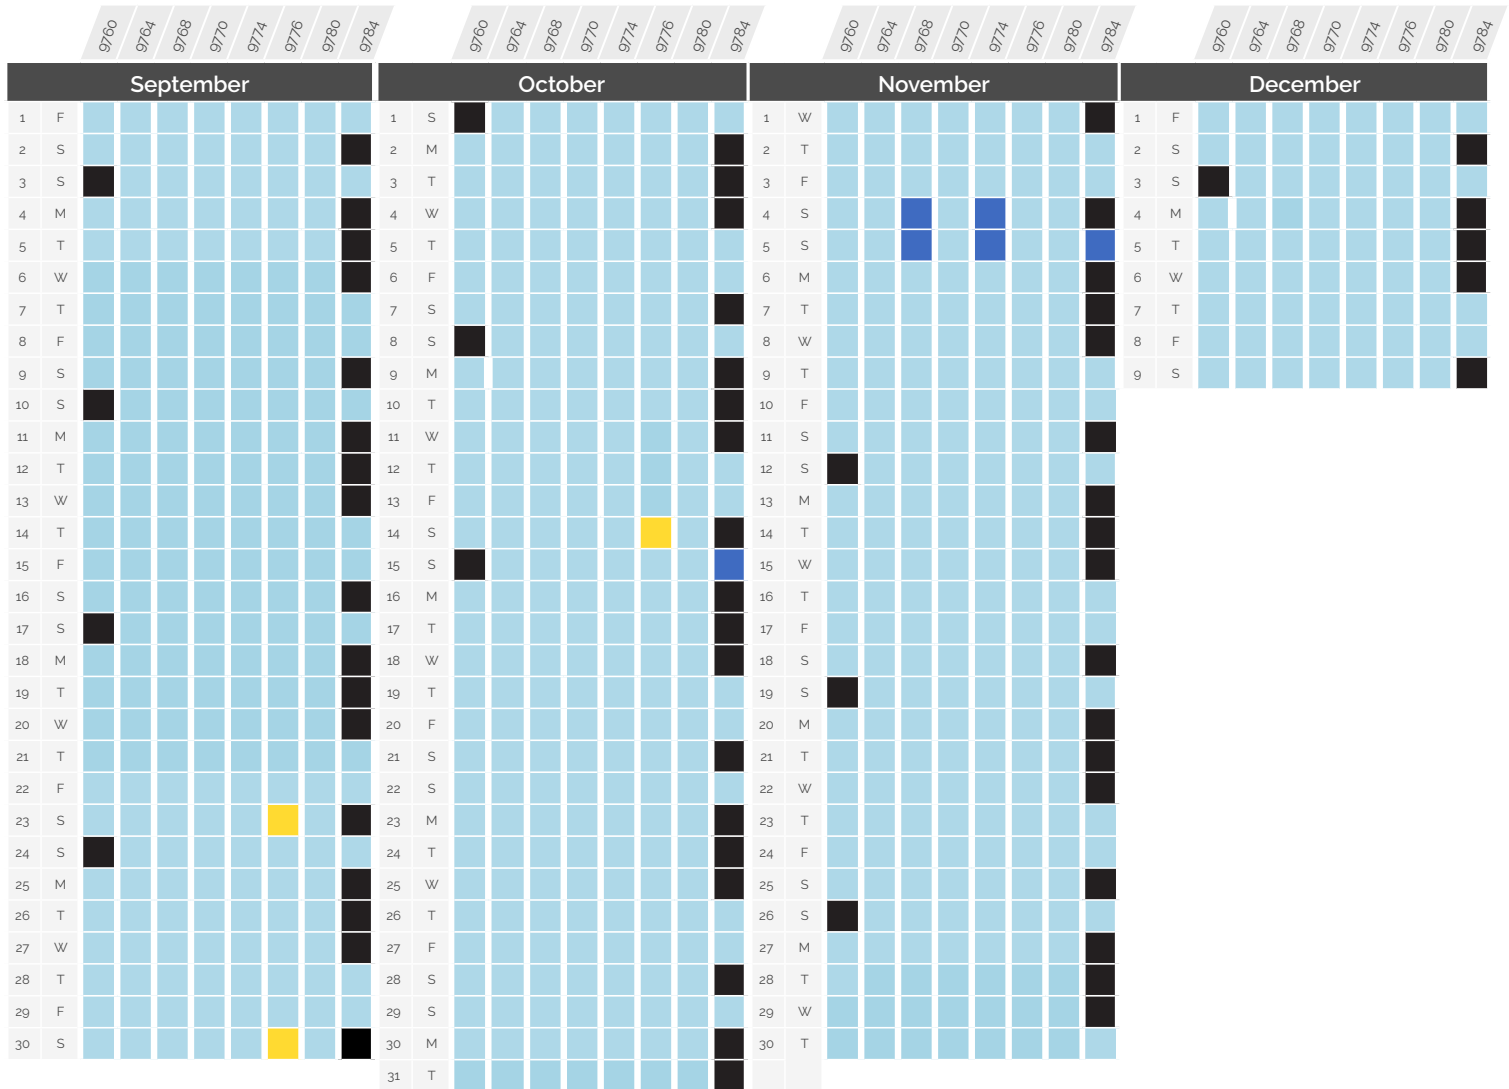 9760 9764 9768 9770 9774 9776 9780 9784 9760 9764 9768 9770 9774 9776 9780 9784 9760 9764 9768 9770 9774 9776 9780 9784 9760 9764 9768 9770 9774 9776 9780 9784
September October November December
1 F 1 S 1 W 1 F
2 S 2 M 2 T 2 S
3 S 3 T 3 F 3 S
4 M 4 W 4 S 4 M
5 T 5 T 5 S 5 T
6 W 6 F 6 M 6 W
7 T 7 S 7 T 7 T
8 F 8 S 8 W 8 F
9 S 9 M 9 T 9 S
10 S 10 T 10 F
11 M 11 W 11 S
12 T 12 T 12 S
13 W 13 F 13 M
14 T 14 S 14 T
15 F 15 S 15 W
16 S 16 M 16 T
17 S 17 T 17 F
18 M 18 W 18 S
19 T 19 T 19 S
20 W 20 F 20 M
21 T 21 S 21 T
22 F 22 S 22 W
23 S 23 M 23 T
24 S 24 T 24 F
25 M 25 W 25 S
26 T 26 T 26 S
27 W 27 F 27 M
28 T 28 S 28 T
29 F 29 S 29 W
30 S 30 M 30 T
31 T